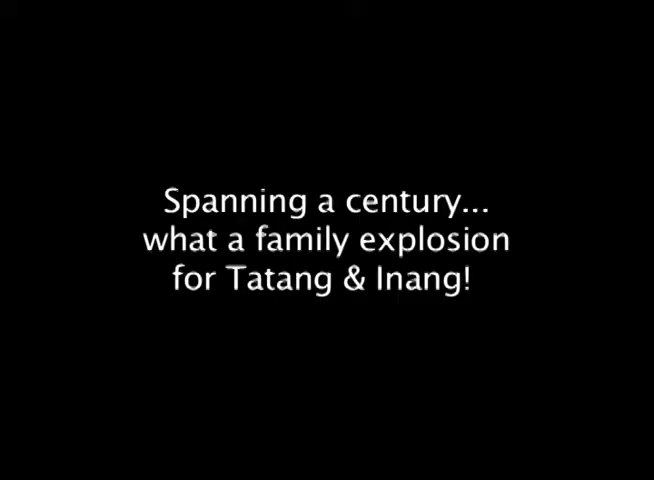 Spanning a century...
what a family explosion
for Tatang & Inang!